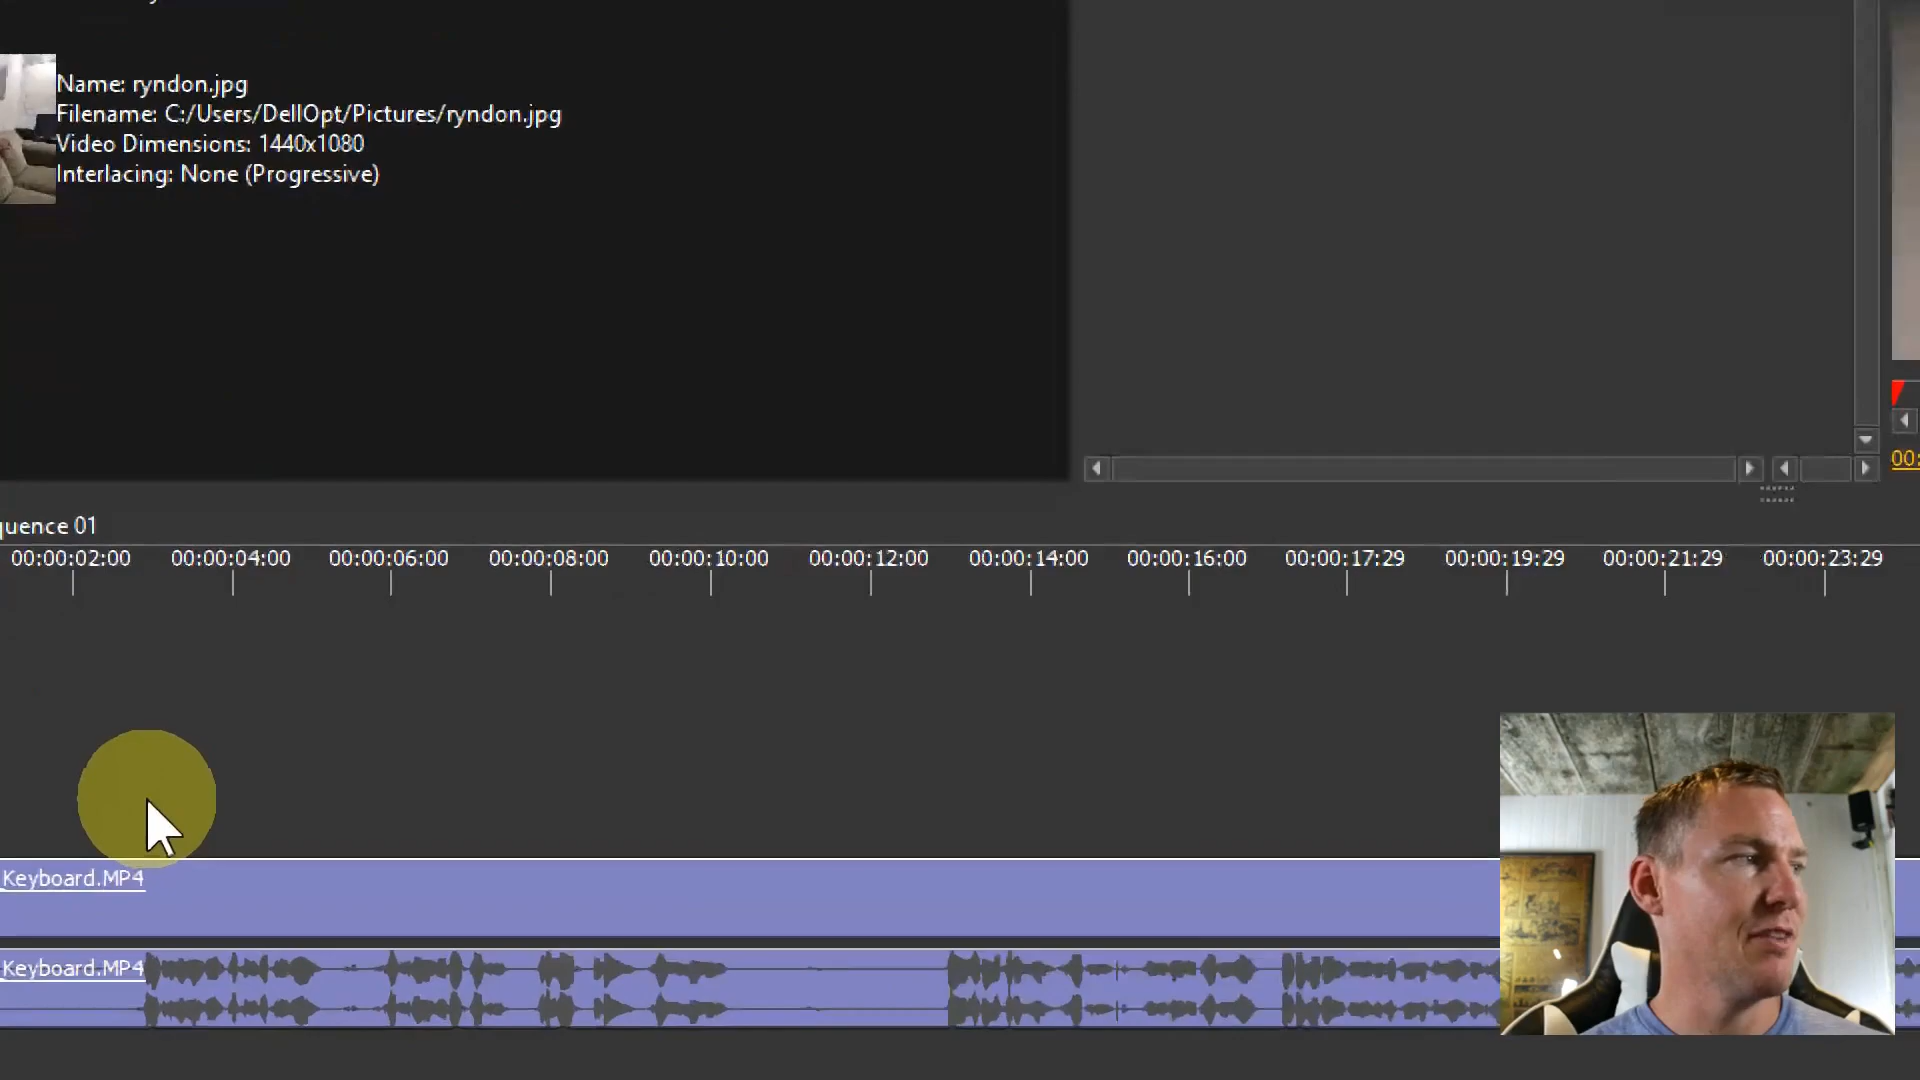 Name: ryndon.jpg
Filename: C:/Users/DellOpt/Pictures/ryndon.jpg
Video Dimensions: 1440x1080
Interlacing: None (Progressive)
00:
quence 01
00:00:02:00 00:00:04:00 00:00:06:00 00:00:08:00 00:00:10:00 00:00:12:00 00:00:14:00 00:00:16:00 00:00:17:29 00:00:19:29 00:00:21:29 00:00:23:29
Keyboard.MP4
Keyboard.MP4